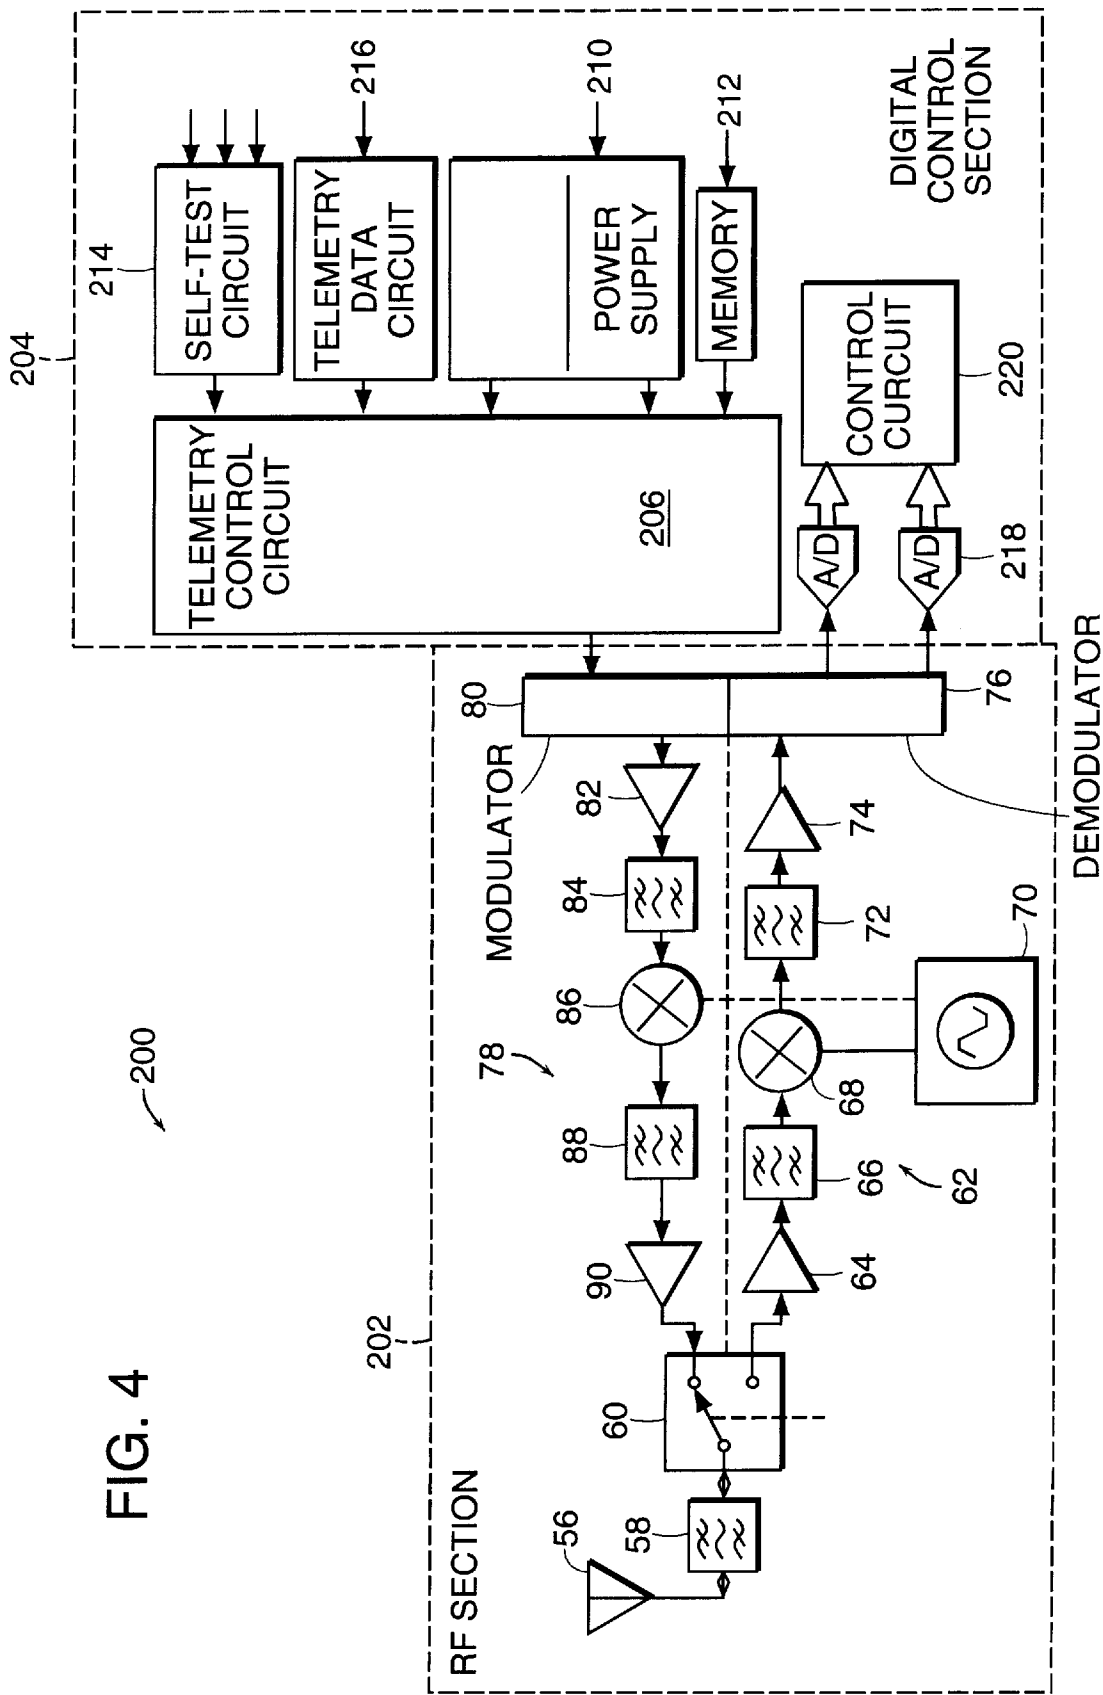 FIG. 4
200
204
214
SELF-TEST
CIRCUIT
216
TELEMETRY
DATA
CIRCUIT
210
POWER
SUPPLY
212
MEMORY
TELEMETRY
CONTROL
CIRCUIT
206
DIGITAL
CONTROL
SECTION
CONTROL
CURCUIT
220
A/D
A/D
218
202
RF SECTION
MODULATOR
80
76
DEMODULATOR
78
90
88
86
84
82
56
58
60
64
66
62
68
70
72
74